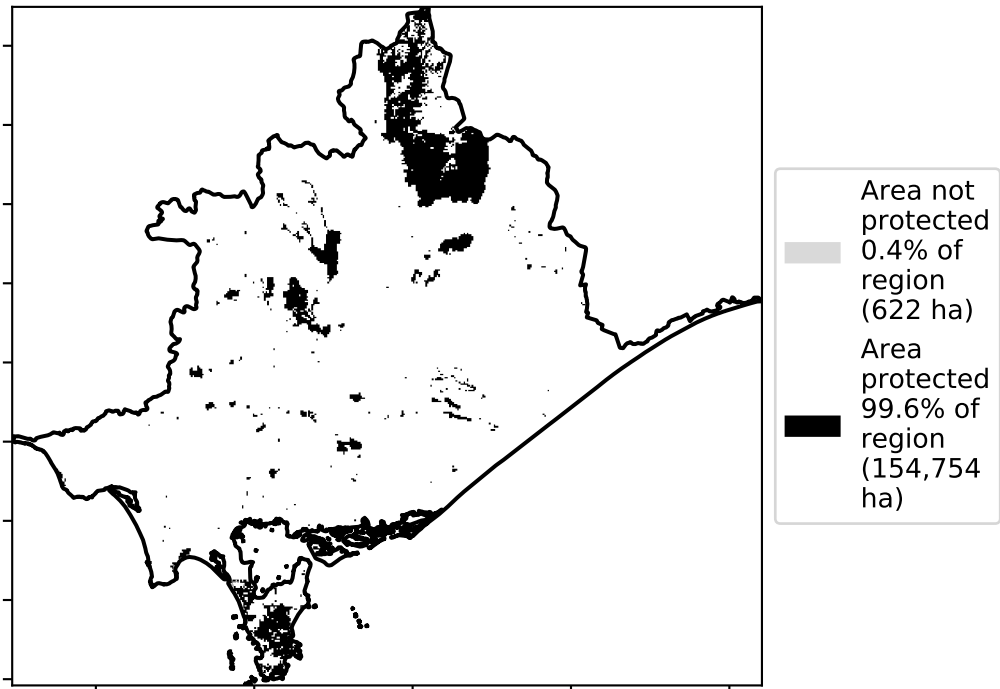 Area not
protected
0.4% of
region
(622 ha)
Area
protected
99.6% of
region
(154,754
ha)